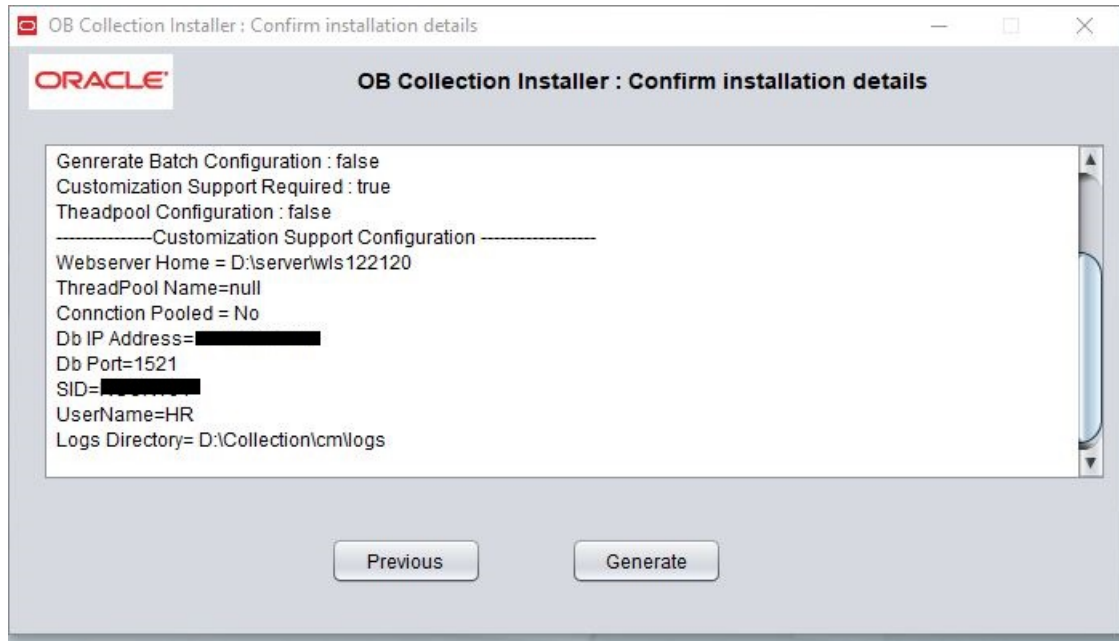 OB Collection Installer : Confirm installation details
ORACLE
OB Collection Installer : Confirm installation details
Genrerate Batch Configuration : false
Customization Support Required : true
Theadpool Configuration : false
---------------Customization Support Configuration ------------------
Webserver Home = D:\server\wls122120
ThreadPool Name=null
Connction Pooled = No
Db IP Address=
Db Port=1521
SID=
UserName=HR
Logs Directory= D:\Collection\cm\logs
Previous
Generate